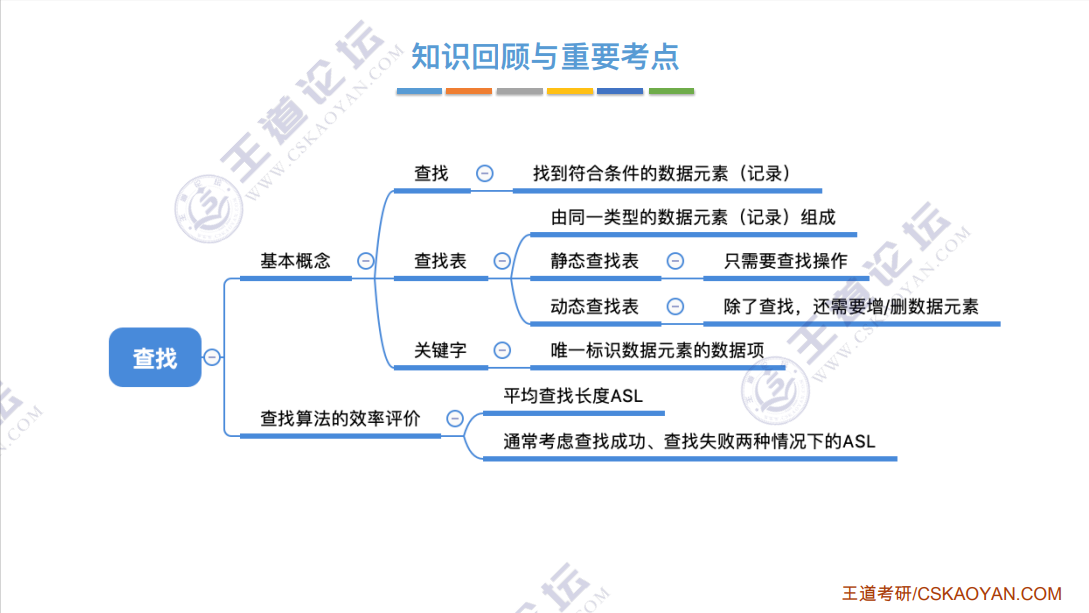 知识回顾与重要考点
查找
找到符合条件的数据元素（记录）
由同一类型的数据元素（记录）组成
基本概念
查找表
静态查找表
只需要查找操作
动态查找表
除了查找，还需要增/删数据元素
关键字
唯一标识数据元素的数据项
查找
平均查找长度ASL
查找算法的效率评价
通常考虑查找成功、查找失败两种情况下的ASL
王道论坛
WWW.CSKAOYAN.COM
王道论坛
WWW.CSKAOYAN.COM
王道考研/CSKAOYAN.COM